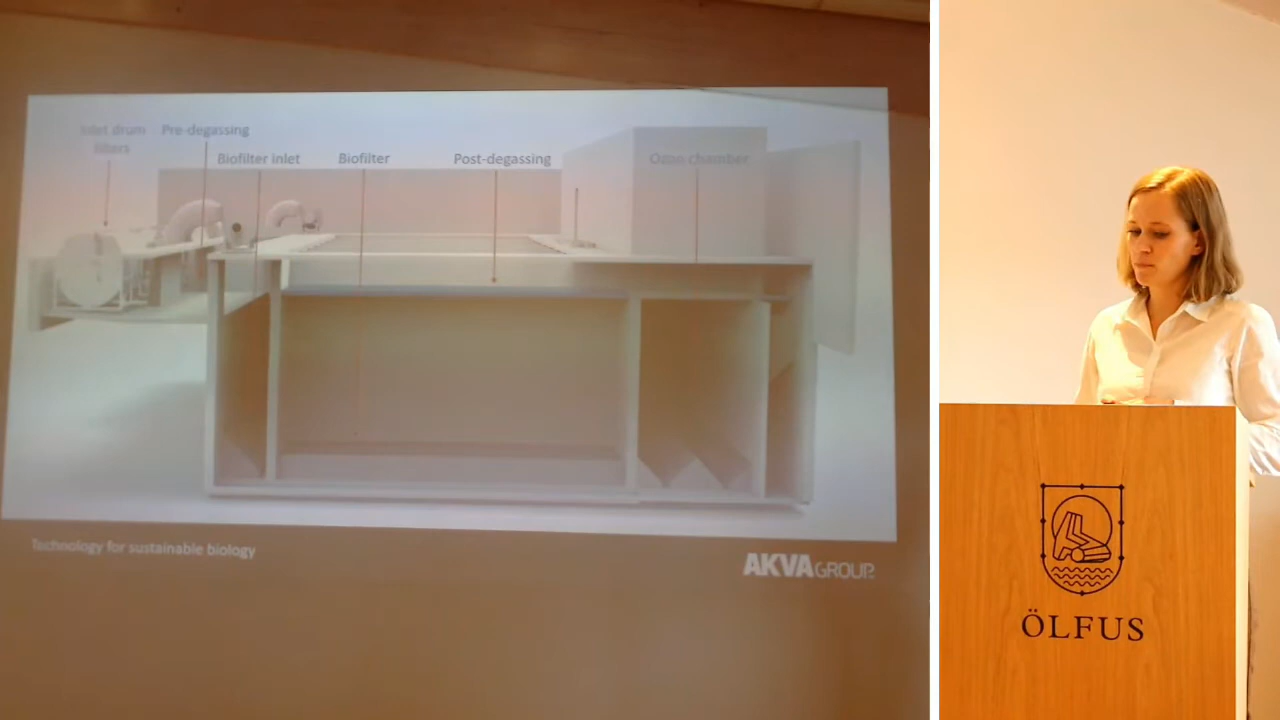 Inlet drum
filters
Pre-degassing
Biofilter inlet
Biofilter
Post-degassing
Ozon chamber
Technology for sustainable biology
AKVA GROUP
ÖLFUS